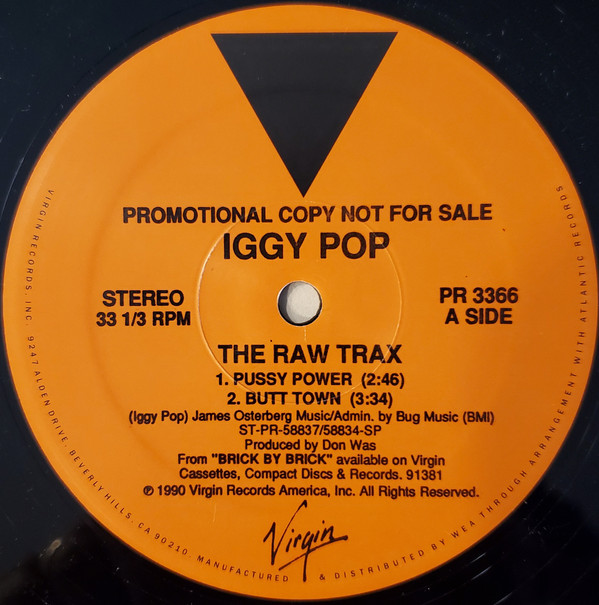 PROMOTIONAL COPY NOT FOR SALE
IGGY POP
STEREO
33 1/3 RPM
PR 3366
A SIDE
THE RAW TRAX
1. PUSSY POWER (2:46)
2. BUTT TOWN (3:34)
(Iggy Pop) James Osterberg Music/Admin. by Bug Music (BMI)
ST-PR-58837/58834-SP
Produced by Don Was
From "BRICK BY BRICK" available on Virgin
Cassettes, Compact Discs & Records. 91381
℗ 1990 Virgin Records America, Inc. All Rights Reserved.
Virgin
VIRGIN RECORDS, INC. 9247 ALDEN DRIVE, BEVERLY HILLS, CA 90210. MANUFACTURED & DISTRIBUTED BY WEA THROUGH ARRANGEMENT WITH ATLANTIC RECORDS